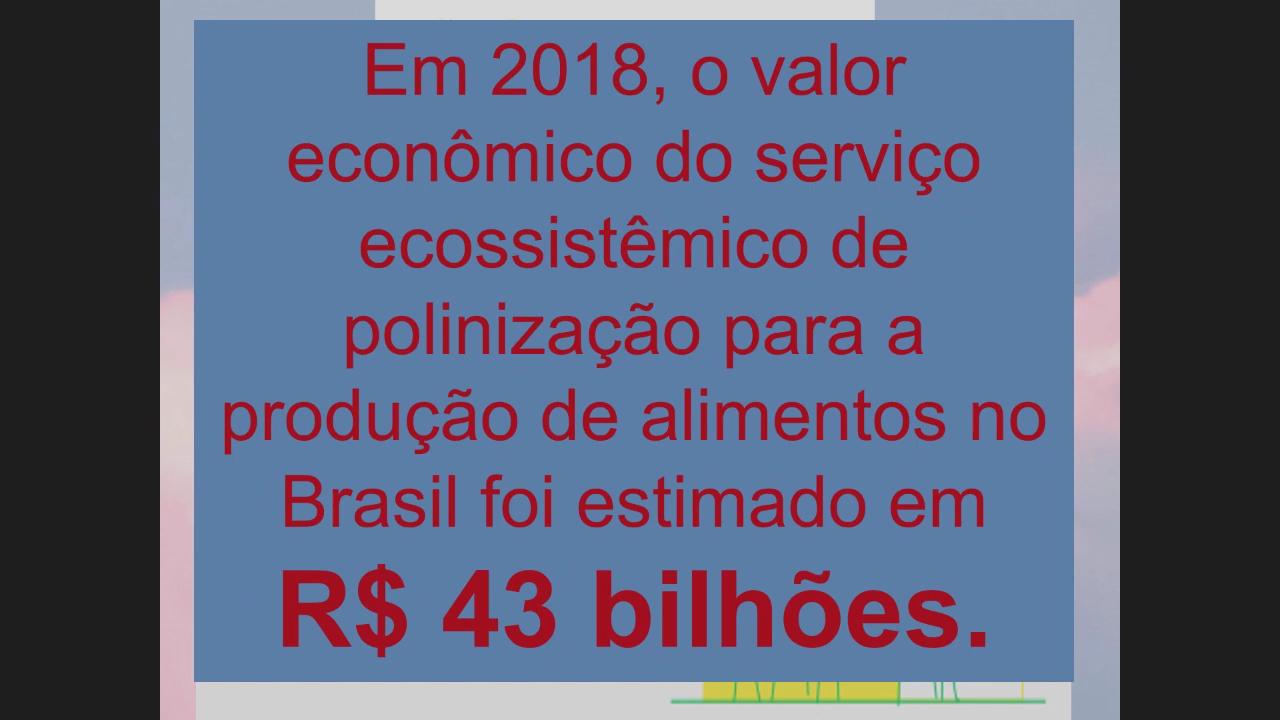 Em 2018, o valor
econômico do serviço
ecossistêmico de
polinização para a
produção de alimentos no
Brasil foi estimado em
R$ 43 bilhões.